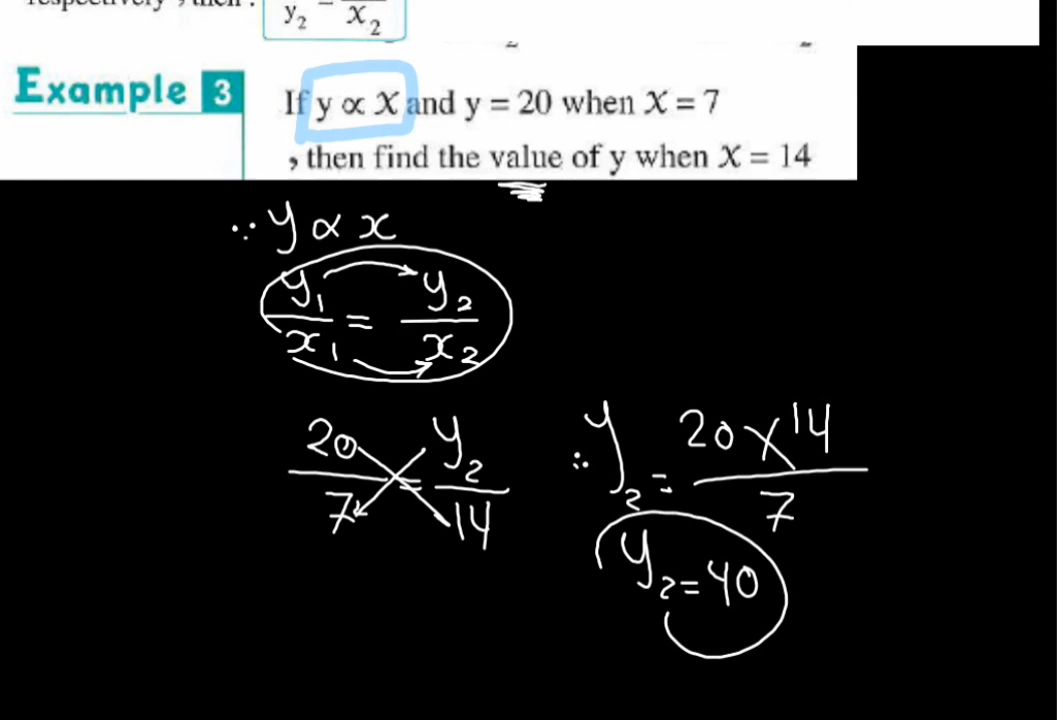 y₂ = x₂
Example 3
If y ∝ X and y = 20 when X = 7
, then find the value of y when X = 14
∵ y ∝ x
y₁/x₁ = y₂/x₂
20/7 = y₂/14
∴ y₂ = 20×14/7
y₂ = 40